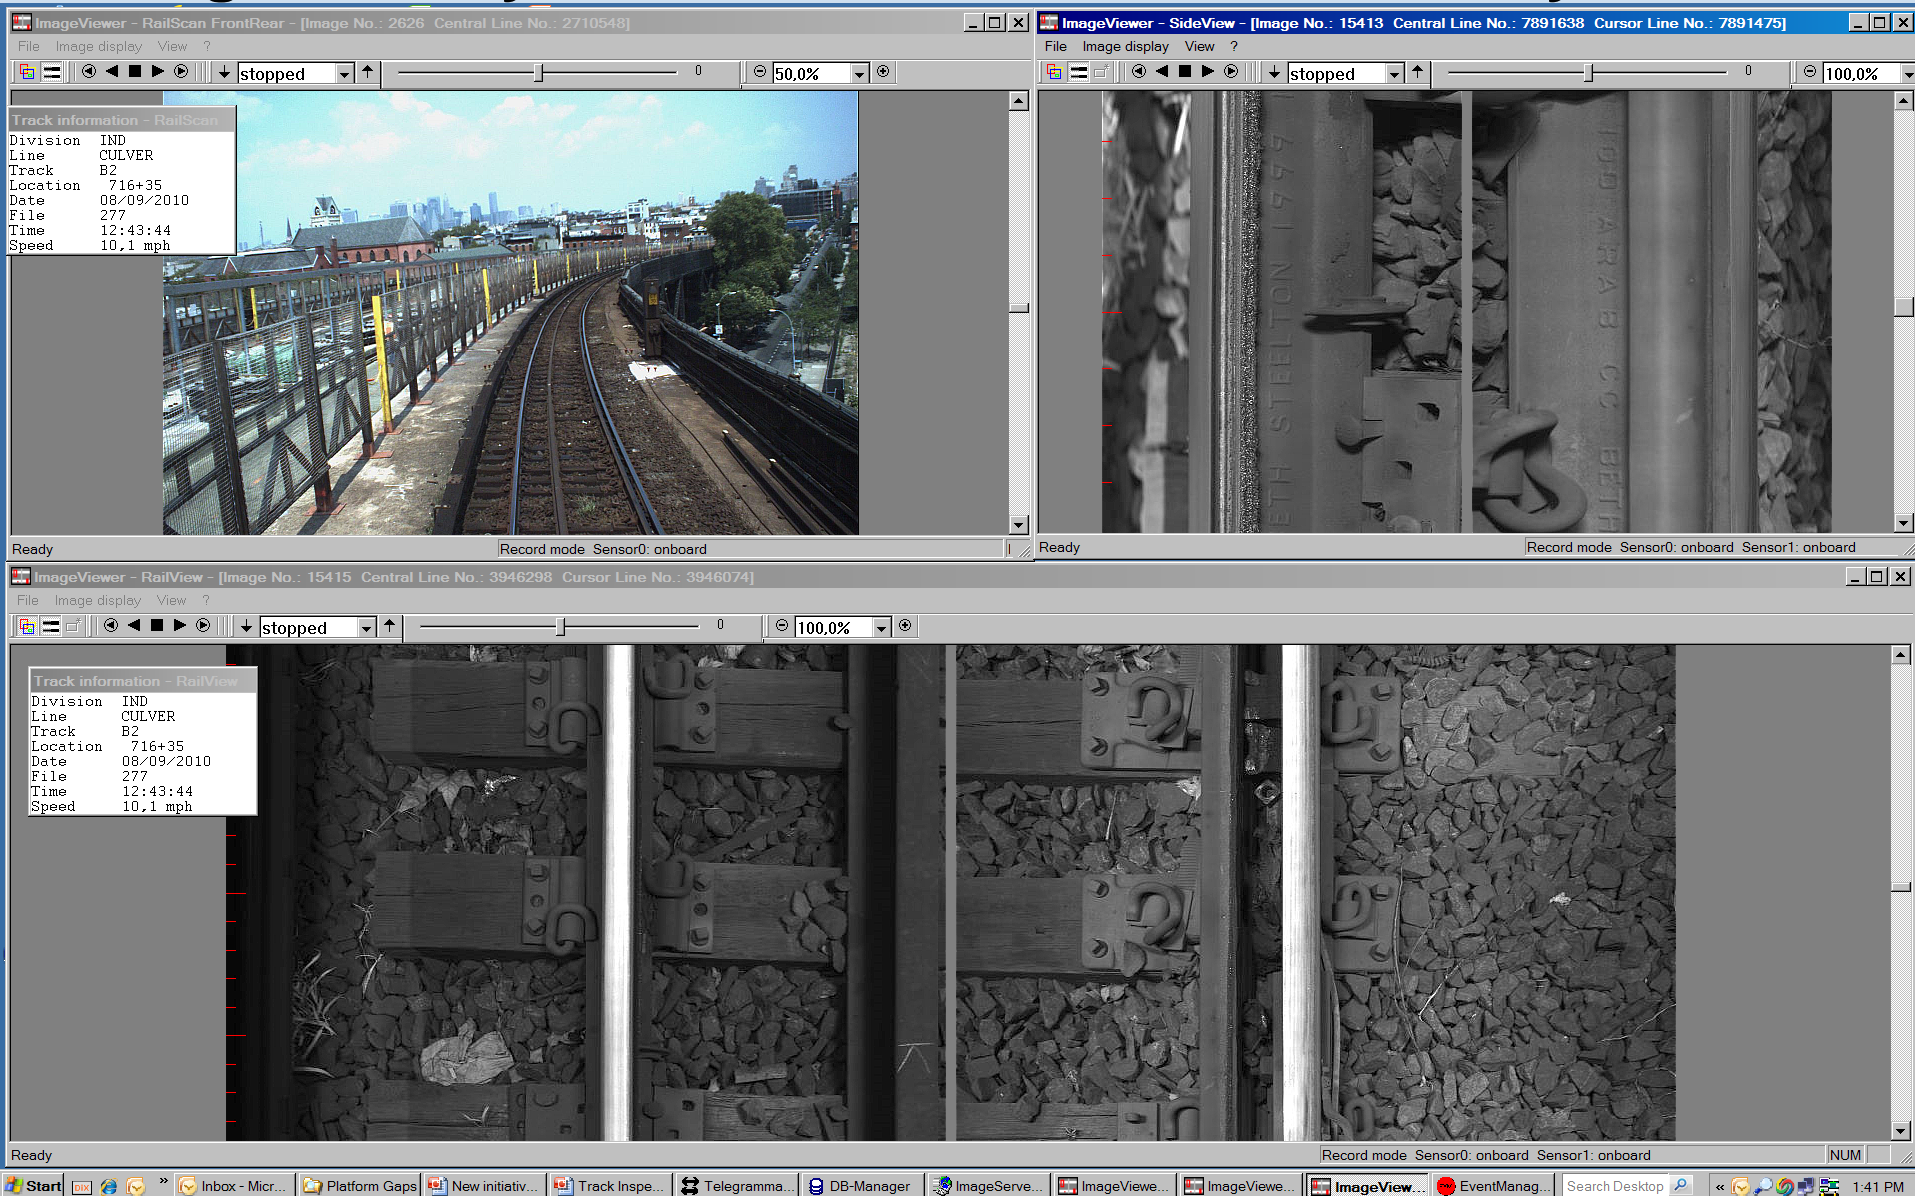 ImageViewer - RailScan FrontRear - [Image No.: 2626 Central Line No.: 2710548]
File Image display View ?
stopped 0 50,0%
Track information - RailScan
Division IND
Line CULVER
Track B2
Location 716+35
Date 08/09/2010
File 277
Time 12:43:44
Speed 10,1 mph
Ready Record mode Sensor0: onboard
ImageViewer - SideView - [Image No.: 15413 Central Line No.: 7891638 Cursor Line No.: 7891475]
File Image display View ?
stopped 0 100,0%
ETH STEELTON 1999
ARAB CC BETH
Ready Record mode Sensor0: onboard Sensor1: onboard
ImageViewer - RailView - [Image No.: 15415 Central Line No.: 3946298 Cursor Line No.: 3946074]
File Image display View ?
stopped 0 100,0%
Track information - RailView
Division IND
Line CULVER
Track B2
Location 716+35
Date 08/09/2010
File 277
Time 12:43:44
Speed 10,1 mph
Ready Record mode Sensor0: onboard Sensor1: onboard NUM
Start Inbox - Micr... Platform Gaps New initiativ... Track Inspe... Telegramma... DB-Manager ImageServe... ImageViewe... ImageViewe... ImageView... EventManag... Search Desktop 1:41 PM